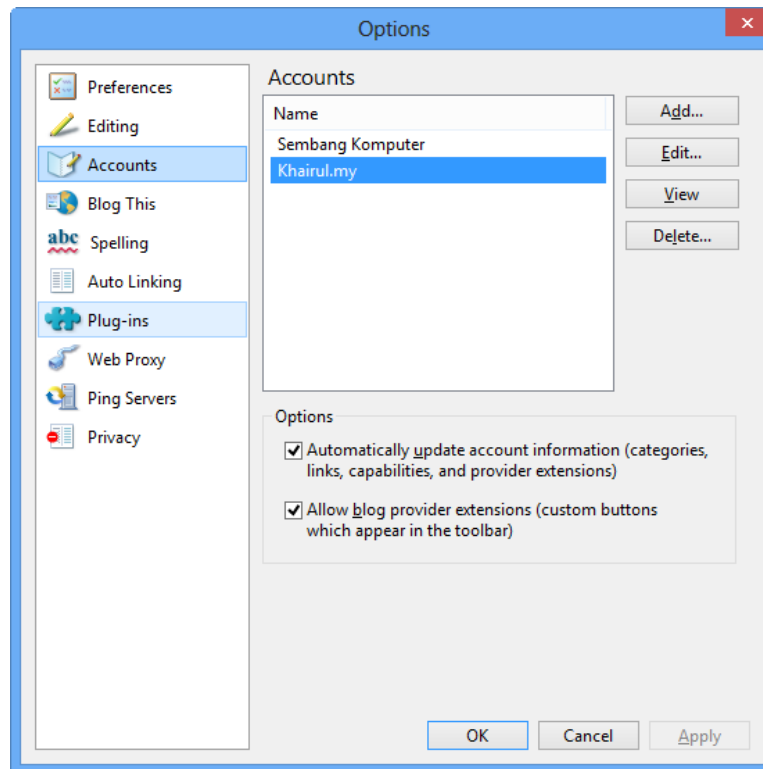 Options
Preferences
Editing
Accounts
Blog This
abc Spelling
Auto Linking
Plug-ins
Web Proxy
Ping Servers
Privacy
Accounts
Name
Sembang Komputer
Khairul.my
Add...
Edit...
View
Delete...
Options
Automatically update account information (categories,
links, capabilities, and provider extensions)
Allow blog provider extensions (custom buttons
which appear in the toolbar)
OK
Cancel
Apply